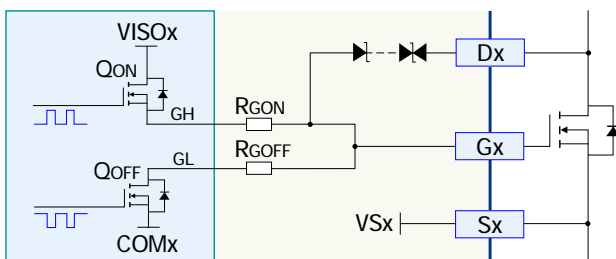 VISOx
QON
GH
RGON
Dx
GL
RGOFF
Gx
QOFF
VSx
Sx
COMx